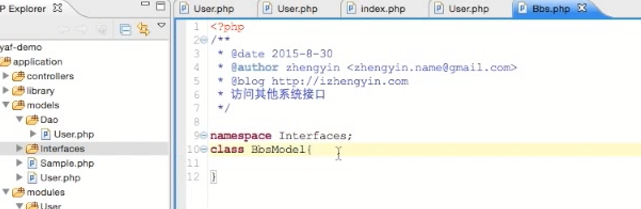 P Explorer
User.php
User.php
index.php
User.php
Bbs.php
yaf-demo
application
controllers
library
models
Dao
User.php
Interfaces
Sample.php
User.php
modules
User
1 <?php
2 /**
3 * @date 2015-8-30
4 * @author zhengyin <zhengyin.name@gmail.com>
5 * @blog http://izhengyin.com
6 * 访问其他系统接口
7 */
8
9 namespace Interfaces;
10 class BbsModel{
11
12 }